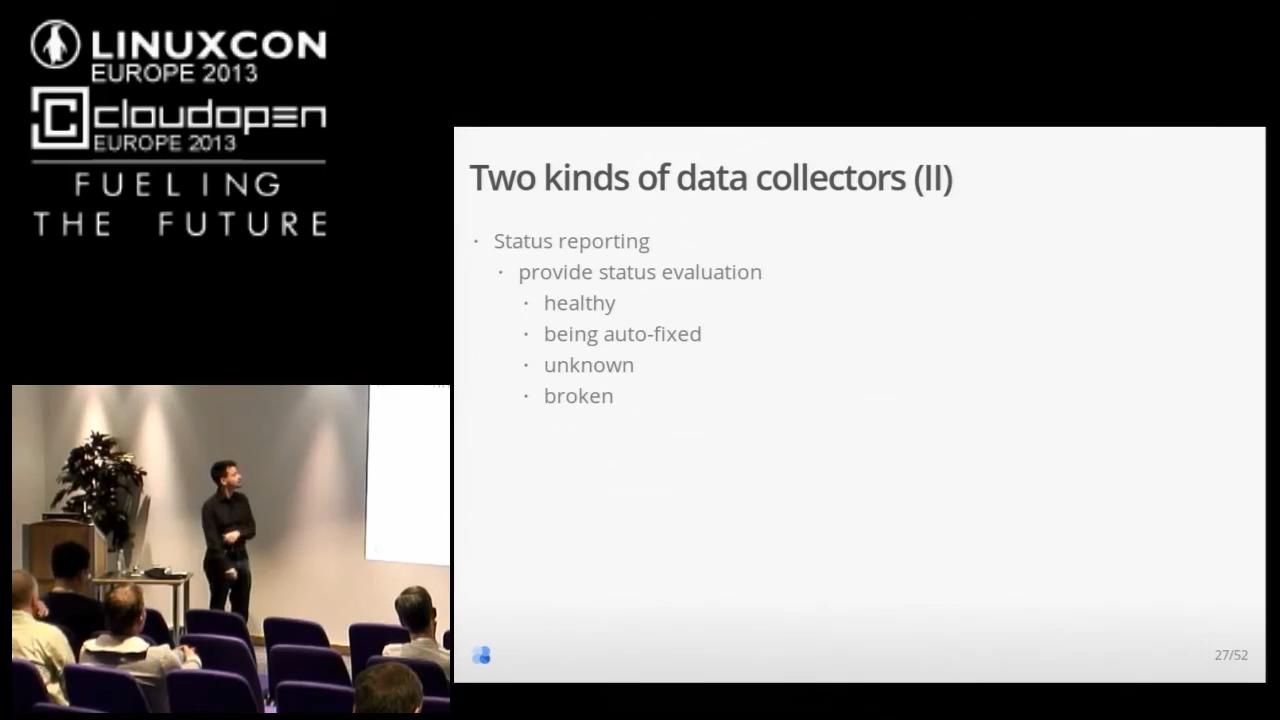 LINUXCON
EUROPE 2013
cloudopen
EUROPE 2013
FUELING
THE FUTURE
Two kinds of data collectors (II)
· Status reporting
· provide status evaluation
· healthy
· being auto-fixed
· unknown
· broken
27/52